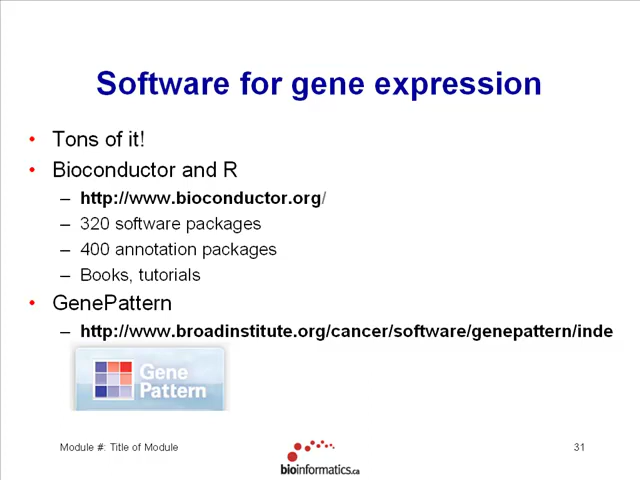 Software for gene expression
• Tons of it!
• Bioconductor and R
– http://www.bioconductor.org/
– 320 software packages
– 400 annotation packages
– Books, tutorials
• GenePattern
– http://www.broadinstitute.org/cancer/software/genepattern/inde
Gene
Pattern
Module #: Title of Module
bioinformatics.ca
31